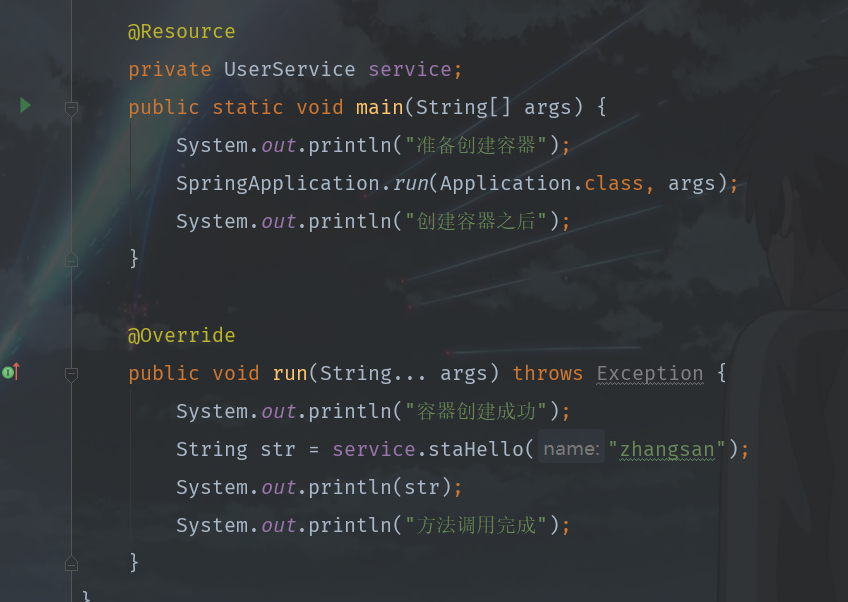 @Resource
private UserService service;
public static void main(String[] args) {
System.out.println("准备创建容器");
SpringApplication.run(Application.class, args);
System.out.println("创建容器之后");
}
@Override
public void run(String... args) throws Exception {
System.out.println("容器创建成功");
String str = service.staHello( name: "zhangsan");
System.out.println(str);
System.out.println("方法调用完成");
}
}